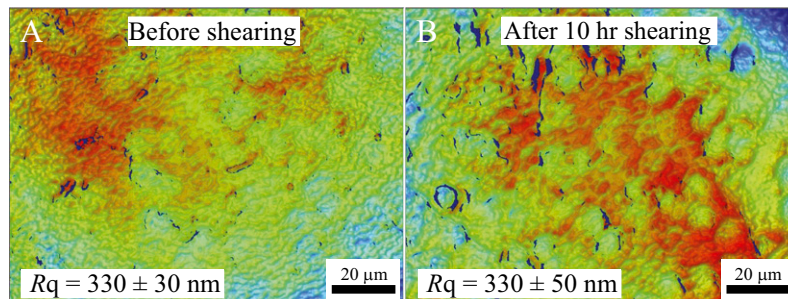 A
Before shearing
Rq = 330 ± 30 nm
20 μm
B
After 10 hr shearing
Rq = 330 ± 50 nm
20 μm